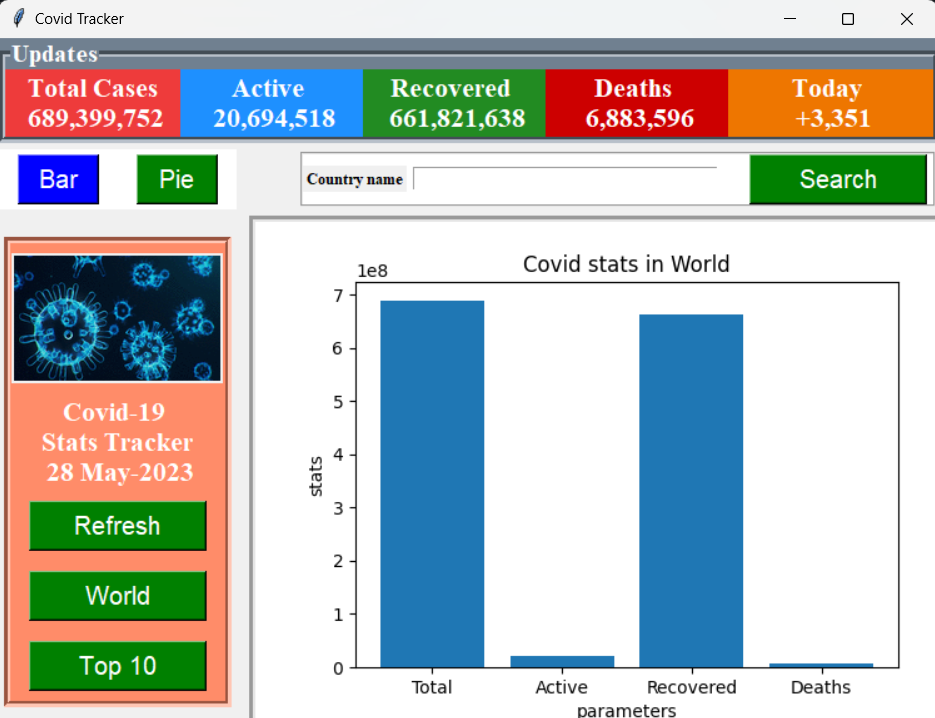 Covid Tracker
Updates
Total Cases Active Recovered Deaths Today
689,399,752 20,694,518 661,821,638 6,883,596 +3,351
Bar Pie Country name Search
Covid-19
Stats Tracker
28 May-2023
Refresh
World
Top 10
Covid stats in World
1e8
7
6
5
4
3
2
1
0
stats
Total Active Recovered Deaths
parameters